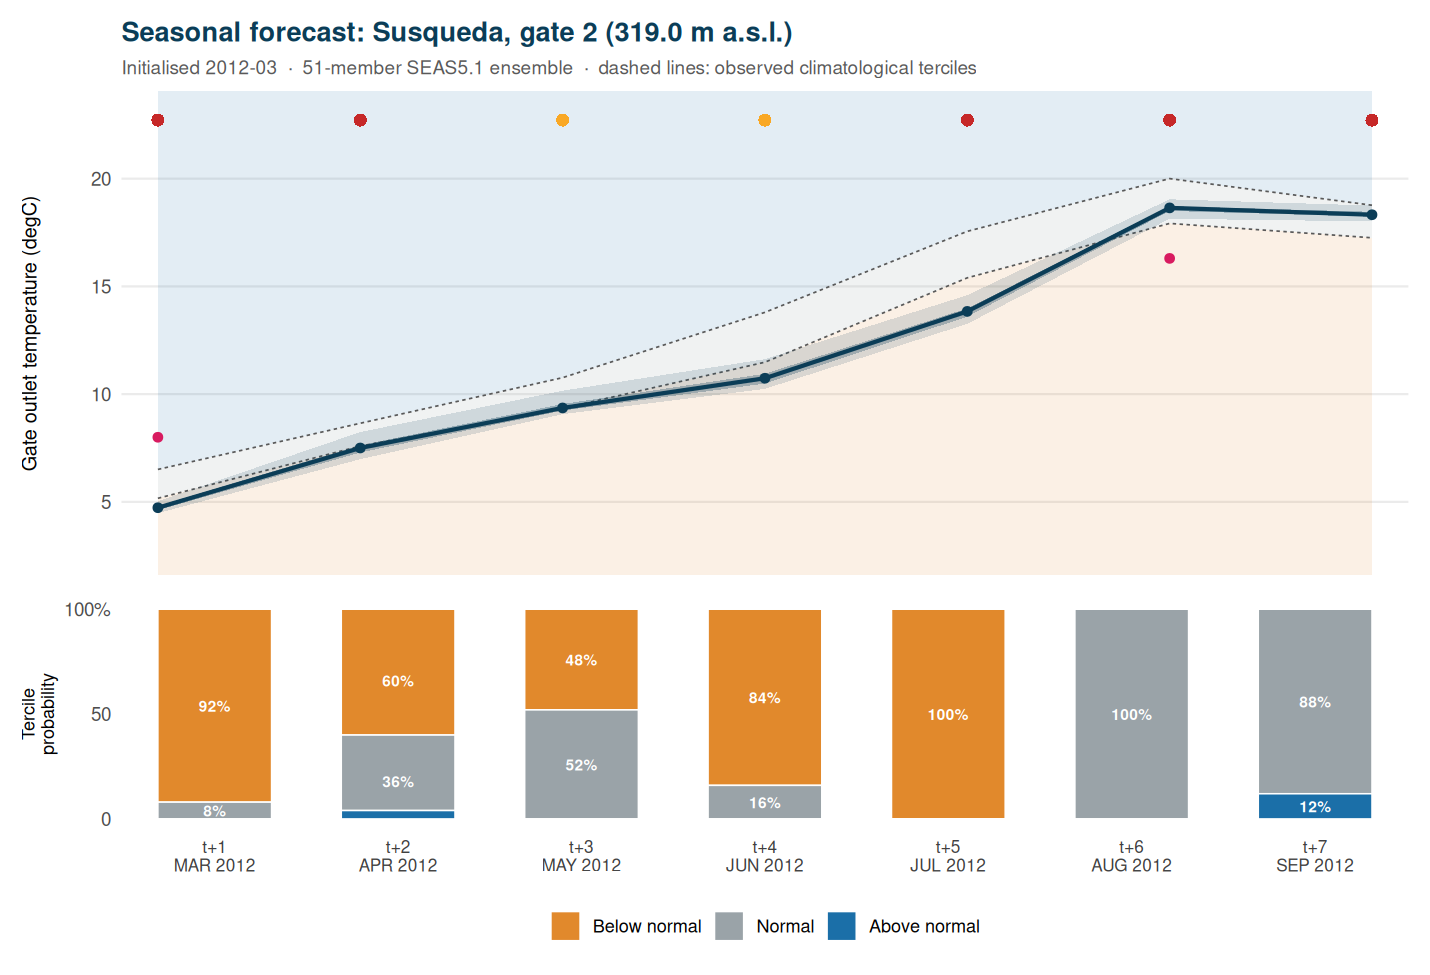 Seasonal forecast: Susqueda, gate 2 (319.0 m a.s.l.)
Initialised 2012-03 · 51-member SEAS5.1 ensemble · dashed lines: observed climatological terciles
Gate outlet temperature (degC)
20
15
10
5
Tercile
probability
100%
50
0
92%
8%
60%
36%
48%
52%
84%
16%
100%
100%
88%
12%
t+1
MAR 2012
t+2
APR 2012
t+3
MAY 2012
t+4
JUN 2012
t+5
JUL 2012
t+6
AUG 2012
t+7
SEP 2012
Below normal
Normal
Above normal